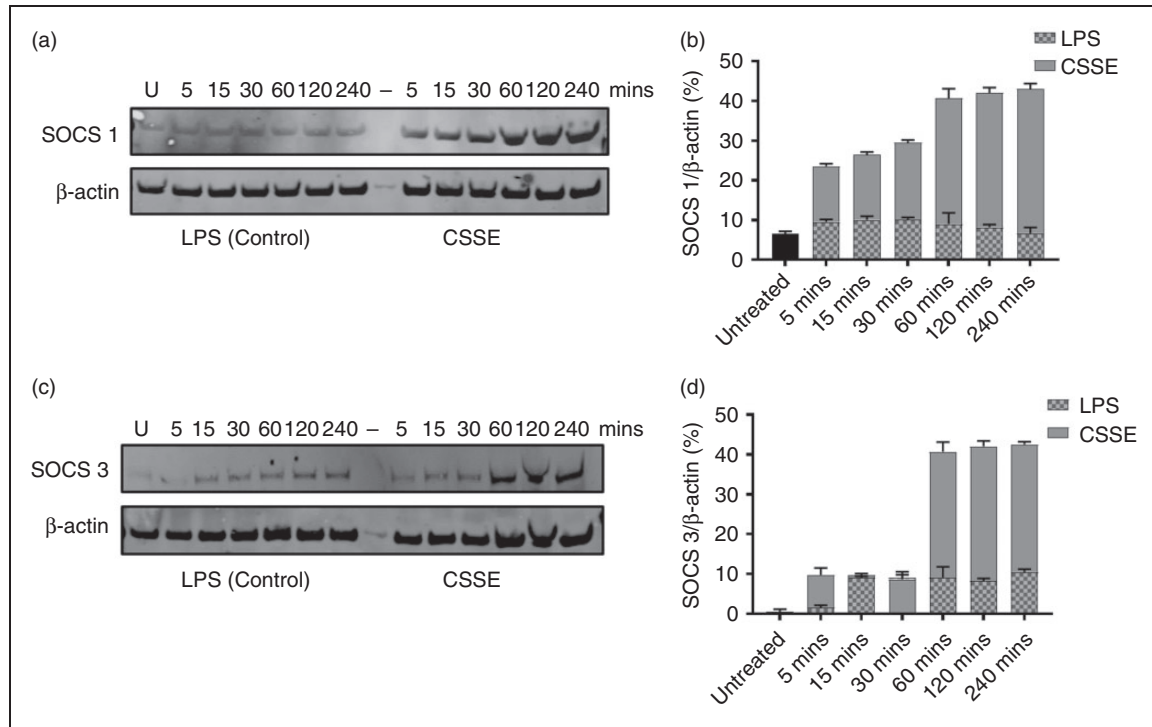 (a)
U 5 15 30 60 120 240 – 5 15 30 60 120 240 mins
SOCS 1
β-actin
LPS (Control) CSSE
(b)
LPS
CSSE
SOCS 1/β-actin (%)
50
40
30
20
10
0
Untreated
5 mins
15 mins
30 mins
60 mins
120 mins
240 mins
(c)
U 5 15 30 60 120 240 – 5 15 30 60 120 240 mins
SOCS 3
β-actin
LPS (Control) CSSE
(d)
LPS
CSSE
SOCS 3/β-actin (%)
50
40
30
20
10
0
Untreated
5 mins
15 mins
30 mins
60 mins
120 mins
240 mins